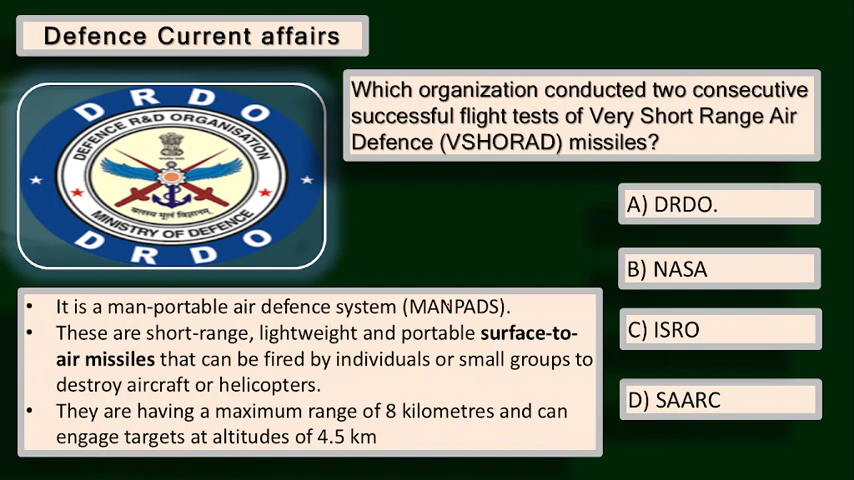 Defence Current affairs
D R D O
DEFENCE R&D ORGANISATION
बलस्य मूलं विज्ञानम्
MINISTRY OF DEFENCE
D R D O
Which organization conducted two consecutive
successful flight tests of Very Short Range Air
Defence (VSHORAD) missiles?
A) DRDO.
B) NASA
C) ISRO
D) SAARC
• It is a man-portable air defence system (MANPADS).
• These are short-range, lightweight and portable surface-to-
air missiles that can be fired by individuals or small groups to
destroy aircraft or helicopters.
• They are having a maximum range of 8 kilometres and can
engage targets at altitudes of 4.5 km